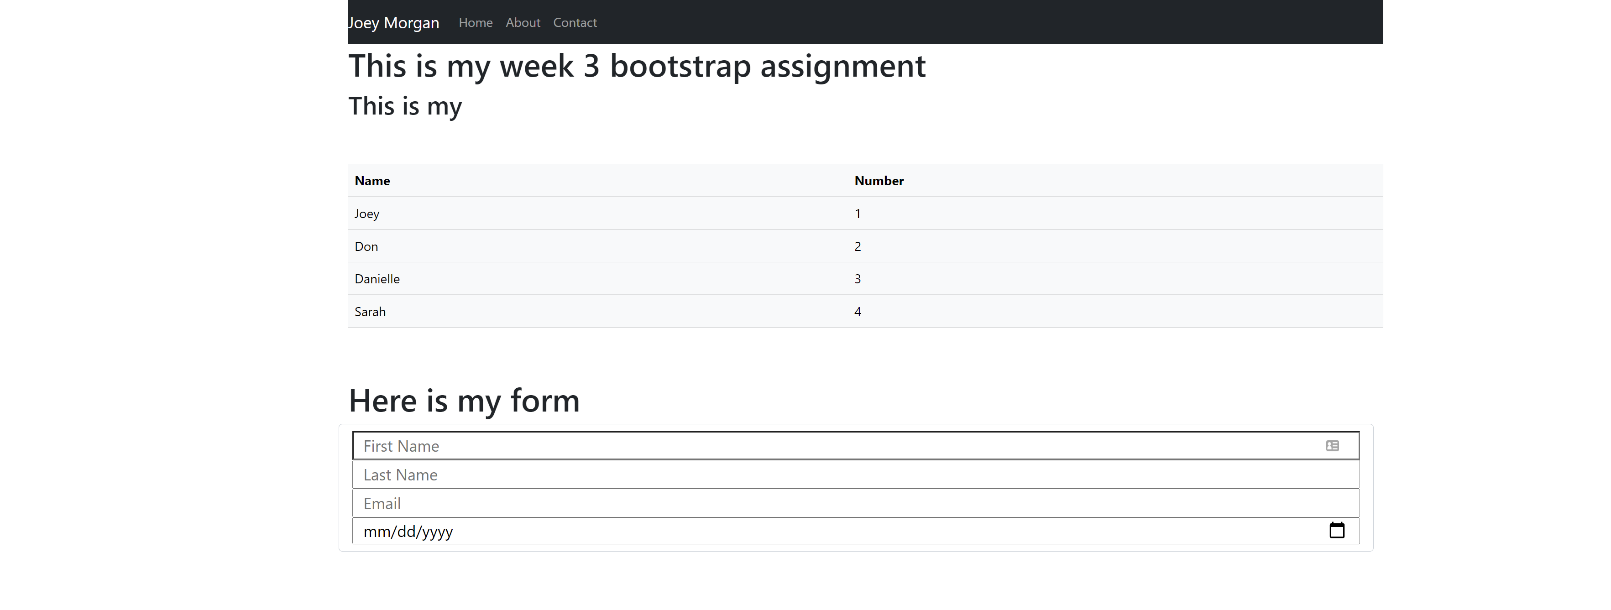 Joey Morgan Home About Contact
This is my week 3 bootstrap assignment
This is my
Name Number
Joey 1
Don 2
Danielle 3
Sarah 4
Here is my form
First Name
Last Name
Email
mm/dd/yyyy